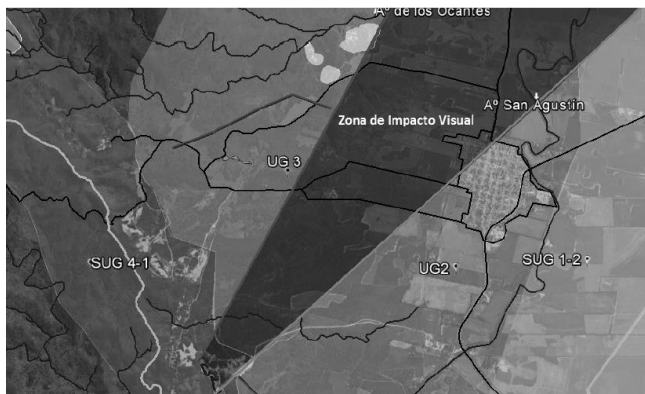 Aº de los Ocantes
Aº San Agustín
Zona de Impacto Visual
UG 3
SUG 4-1
UG2
SUG 1-2